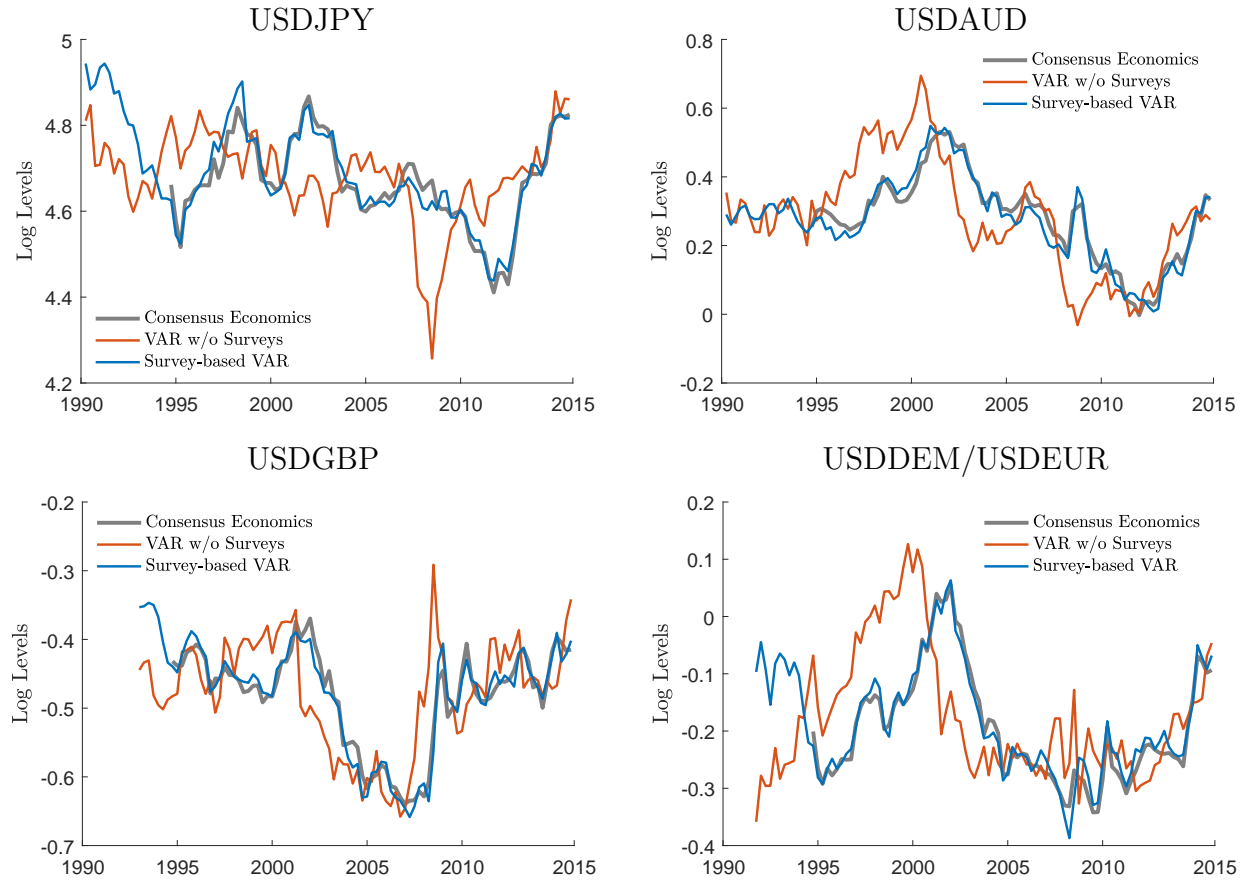 USDJPY
5
4.8
4.6
4.4
4.2
Log Levels
Consensus Economics
VAR w/o Surveys
Survey-based VAR
1990 1995 2000 2005 2010 2015
USDAUD
0.8
0.6
0.4
0.2
0
-0.2
Log Levels
Consensus Economics
VAR w/o Surveys
Survey-based VAR
1990 1995 2000 2005 2010 2015
USDGBP
-0.2
-0.3
-0.4
-0.5
-0.6
-0.7
Log Levels
Consensus Economics
VAR w/o Surveys
Survey-based VAR
1990 1995 2000 2005 2010 2015
USDDEM/USDEUR
0.2
0.1
0
-0.1
-0.2
-0.3
-0.4
Log Levels
Consensus Economics
VAR w/o Surveys
Survey-based VAR
1990 1995 2000 2005 2010 2015